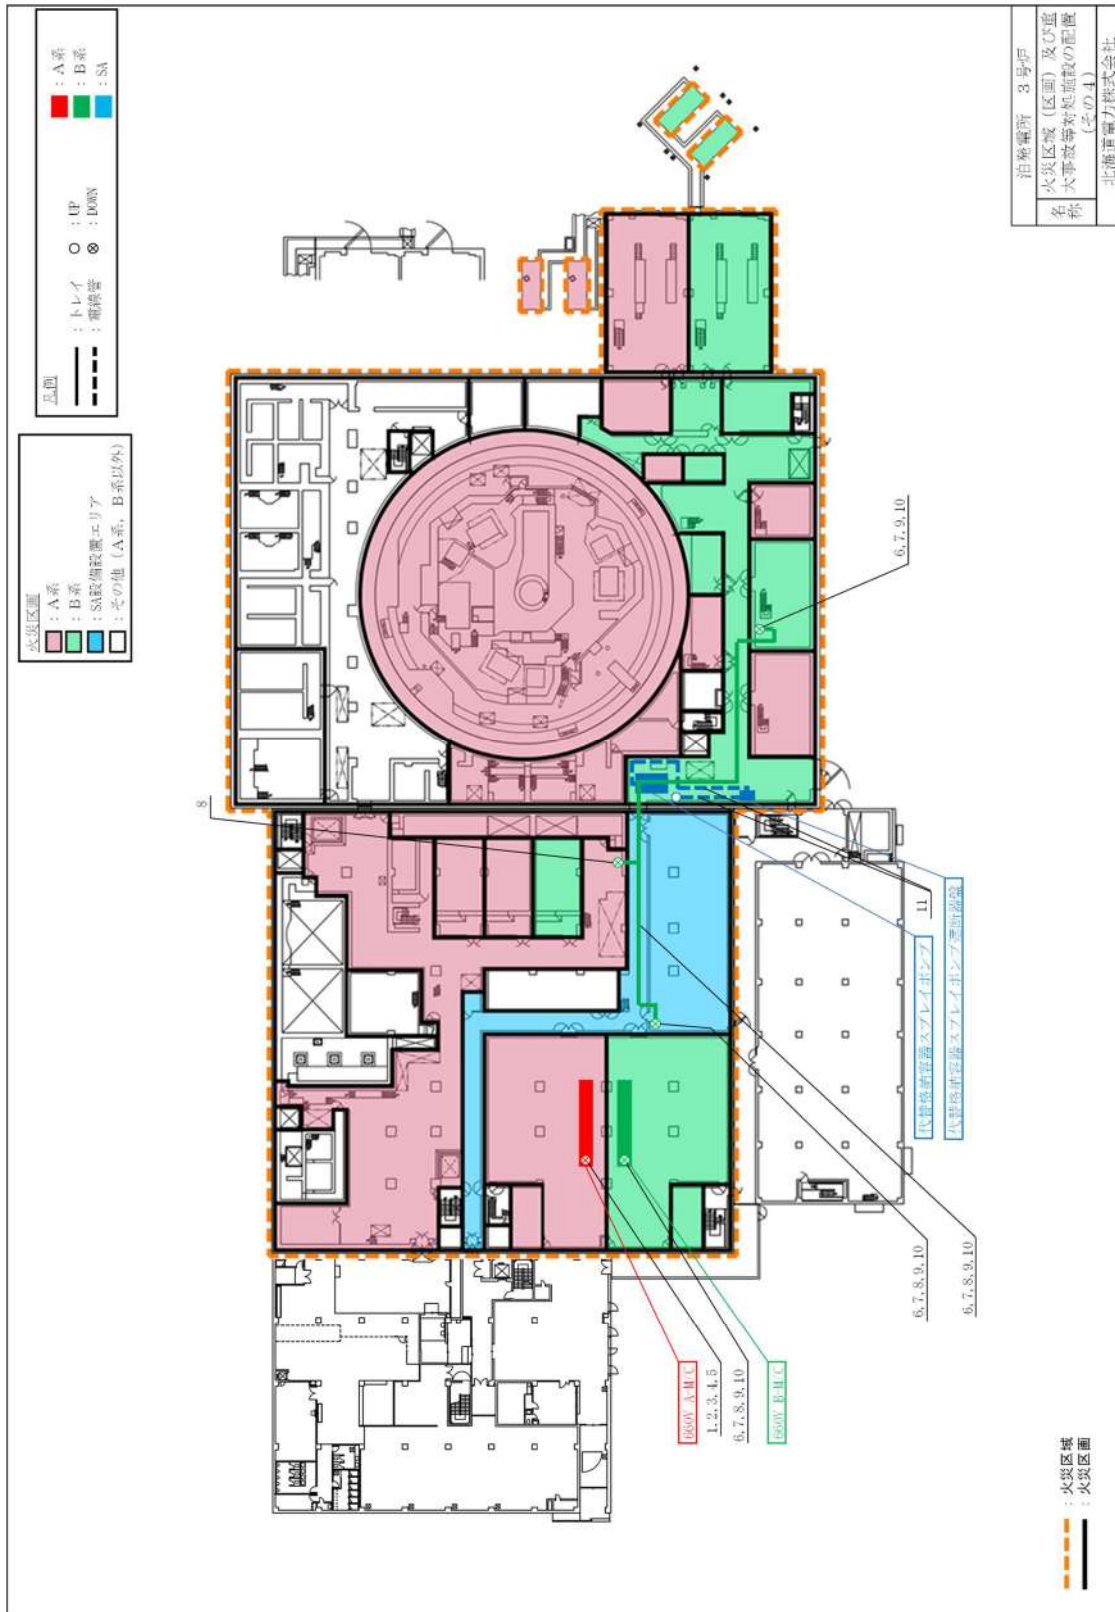 火災区画
：A系
：B系
：SA設備設置エリア
：その他（A系，B系以外）
凡例
：トレイ
：電線管
○：UP
⊗：DOWN
：A系
：B系
：SA
8
6,7,9,10
11
代替格納容器スプレイポンプ
代替格納容器スプレイポンプ遮断器盤
6,7,8,9,10
6,7,8,9,10
660V A-M/C
1,2,3,4,5
6,7,8,9,10
660V B-M/C
：火災区域
：火災区画
泊発電所 3号炉
名称
火災区域（区画）及び重
大事故等対処施設の配置
（その4）
北海道電力株式会社